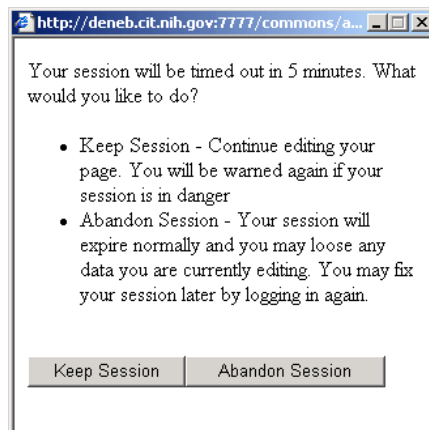 http://deneb.cit.nih.gov:7777/commons/a...
Your session will be timed out in 5 minutes. What
would you like to do?
• Keep Session - Continue editing your
page. You will be warned again if your
session is in danger
• Abandon Session - Your session will
expire normally and you may loose any
data you are currently editing. You may fix
your session later by logging in again.
Keep Session Abandon Session